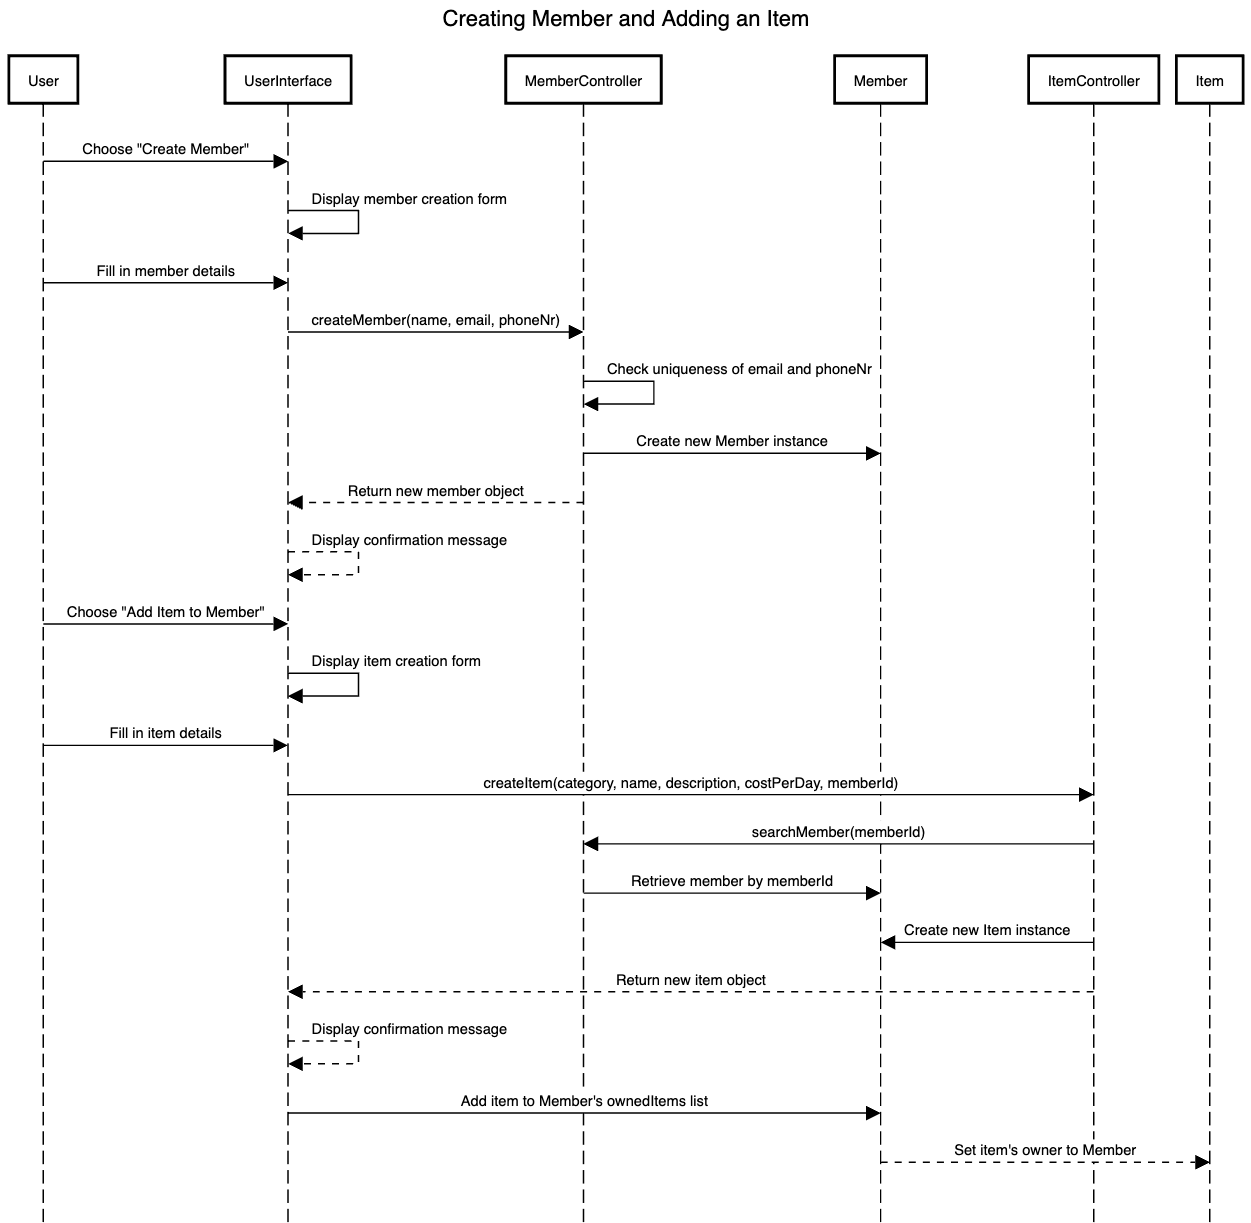 Creating Member and Adding an Item
User
UserInterface
MemberController
Member
ItemController
Item
Choose "Create Member"
Display member creation form
Fill in member details
createMember(name, email, phoneNr)
Check uniqueness of email and phoneNr
Create new Member instance
Return new member object
Display confirmation message
Choose "Add Item to Member"
Display item creation form
Fill in item details
createItem(category, name, description, costPerDay, memberId)
searchMember(memberId)
Retrieve member by memberId
Create new Item instance
Return new item object
Display confirmation message
Add item to Member's ownedItems list
Set item's owner to Member